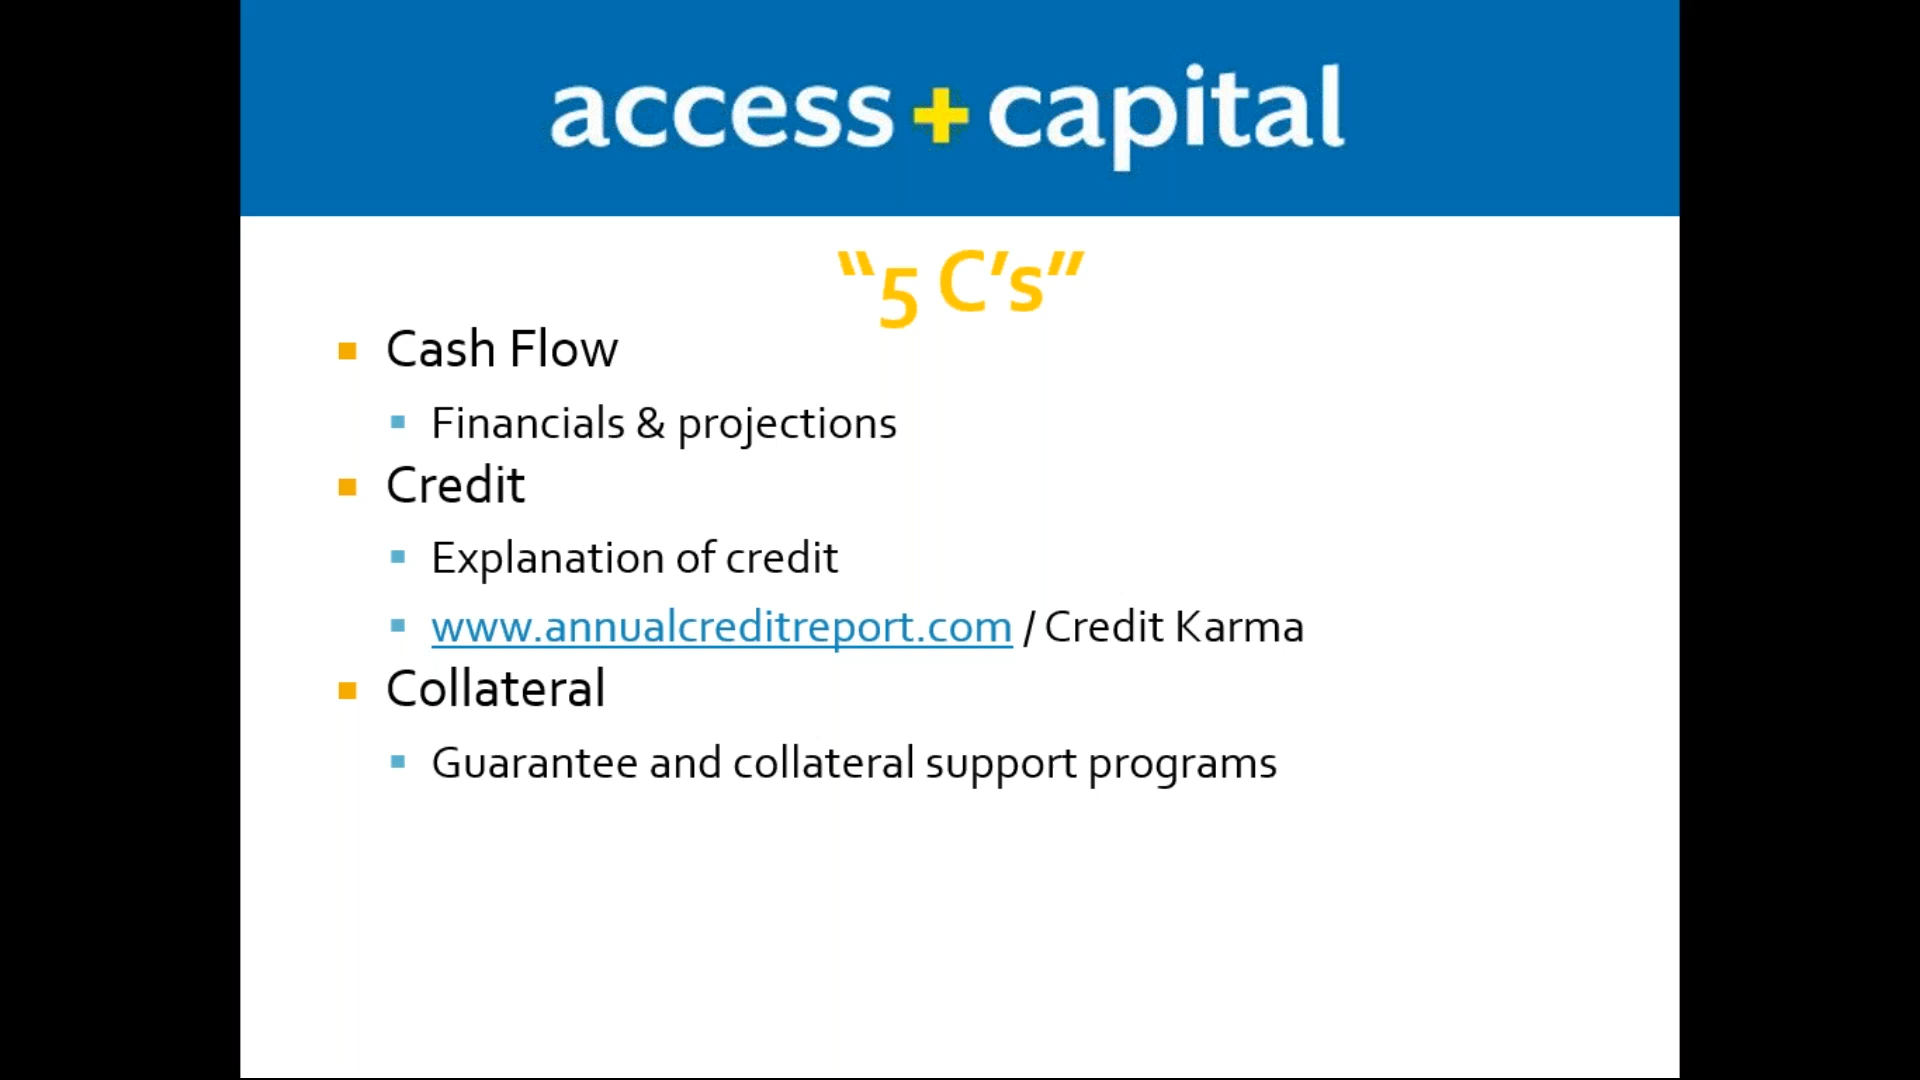 access + capital
“5 C’s”
Cash Flow
Financials & projections
Credit
Explanation of credit
www.annualcreditreport.com / Credit Karma
Collateral
Guarantee and collateral support programs